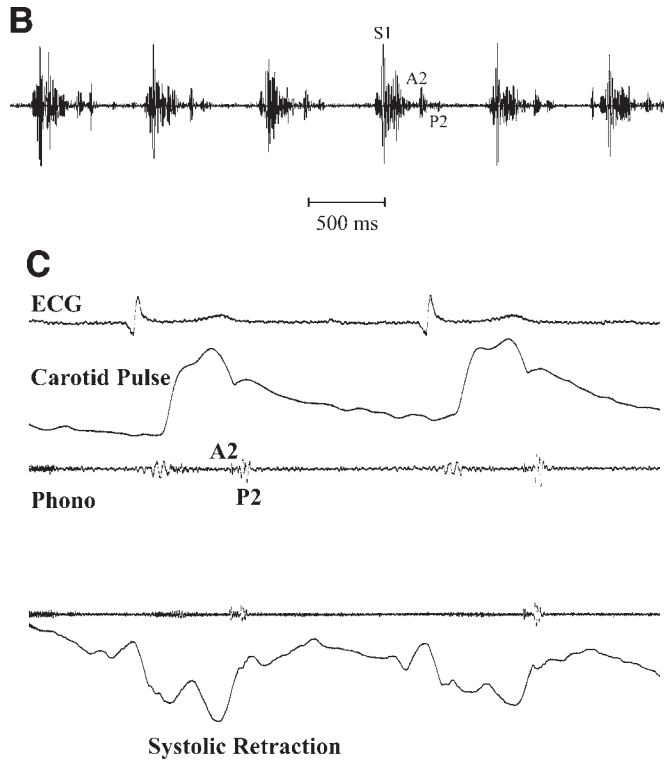 B
S1
A2
P2
500 ms
C
ECG
Carotid Pulse
A2
P2
Phono
Systolic Retraction